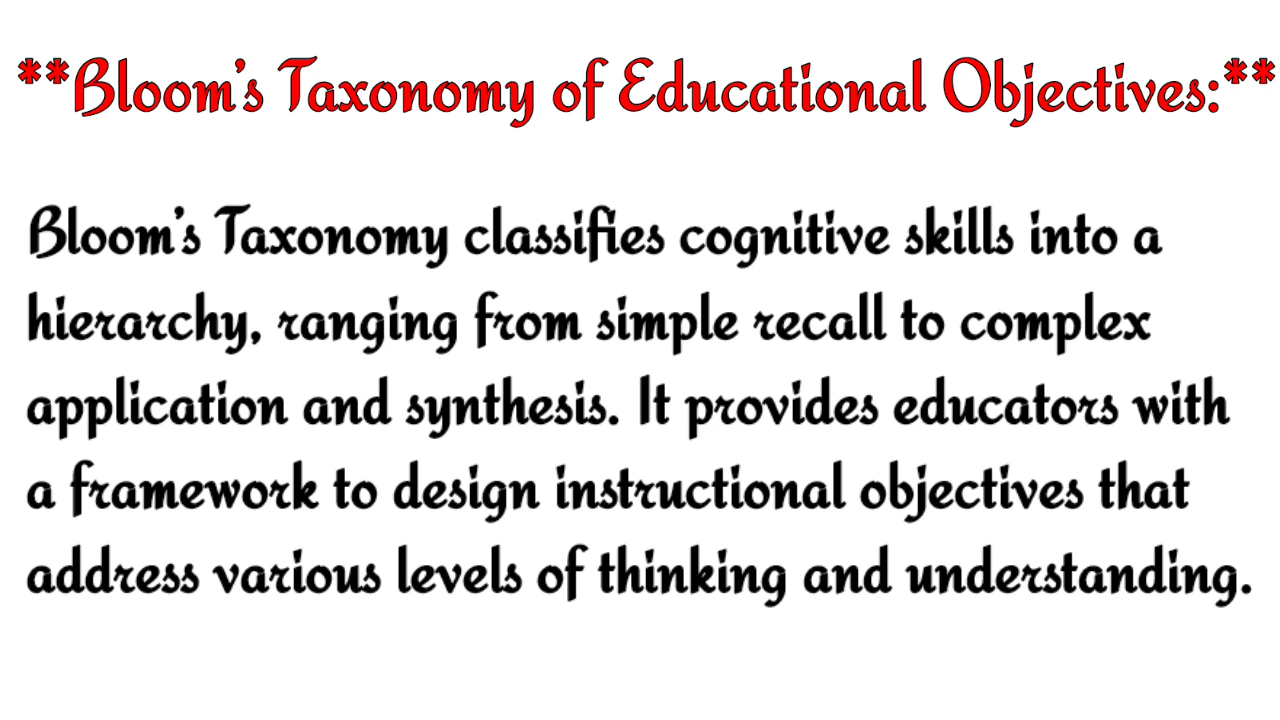 **Bloom's Taxonomy of Educational Objectives:**
Bloom's Taxonomy classifies cognitive skills into a
hierarchy, ranging from simple recall to complex
application and synthesis. It provides educators with
a framework to design instructional objectives that
address various levels of thinking and understanding.